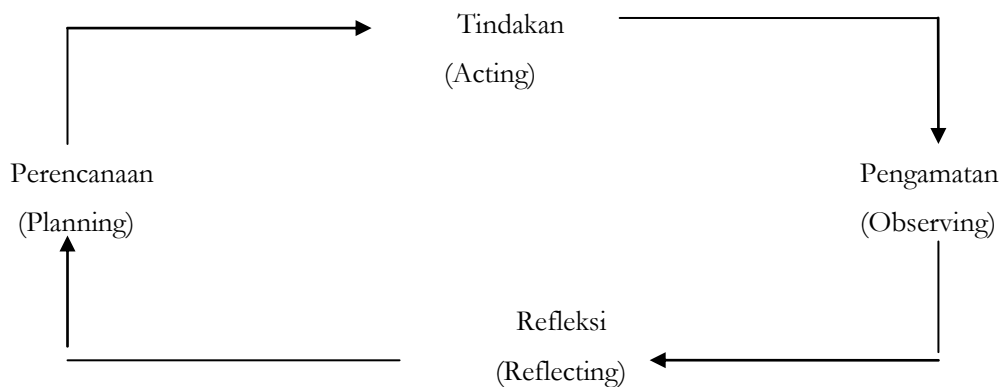 Tindakan
(Acting)
Perencanaan
(Planning)
Pengamatan
(Observing)
Refleksi
(Reflecting)